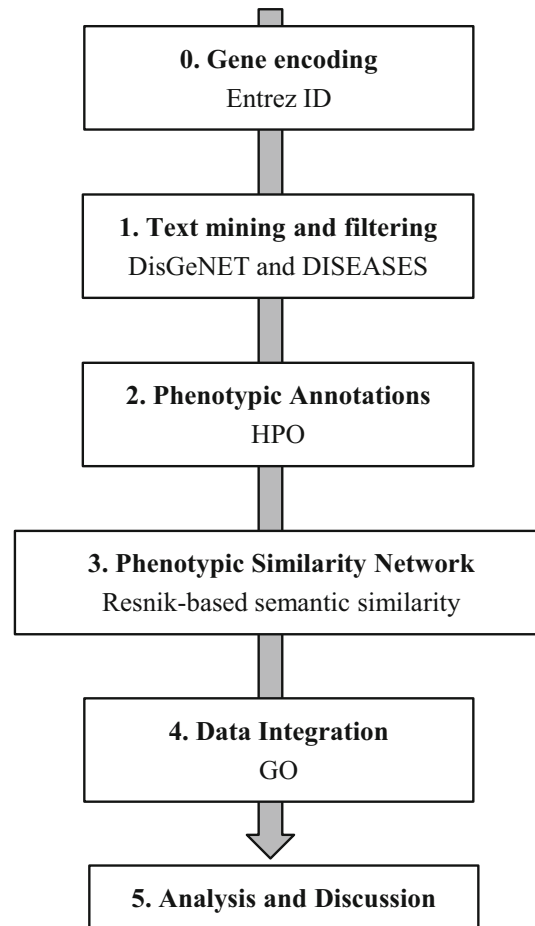 0. Gene encoding
Entrez ID
1. Text mining and filtering
DisGeNET and DISEASES
2. Phenotypic Annotations
HPO
3. Phenotypic Similarity Network
Resnik-based semantic similarity
4. Data Integration
GO
5. Analysis and Discussion